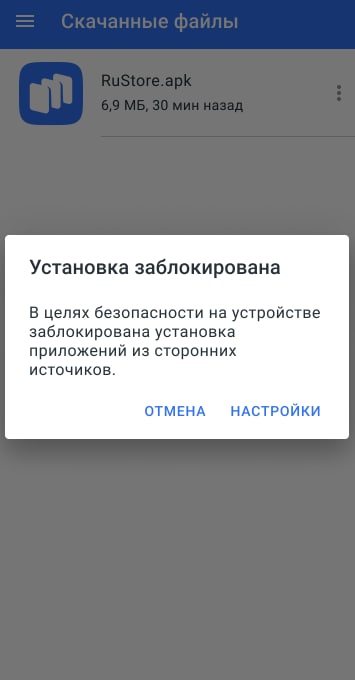 Скачанные файлы
RuStore.apk
6,9 МБ, 30 мин назад
Установка заблокирована
В целях безопасности на устройстве
заблокирована установка
приложений из сторонних
источиков.
ОТМЕНА НАСТРОЙКИ